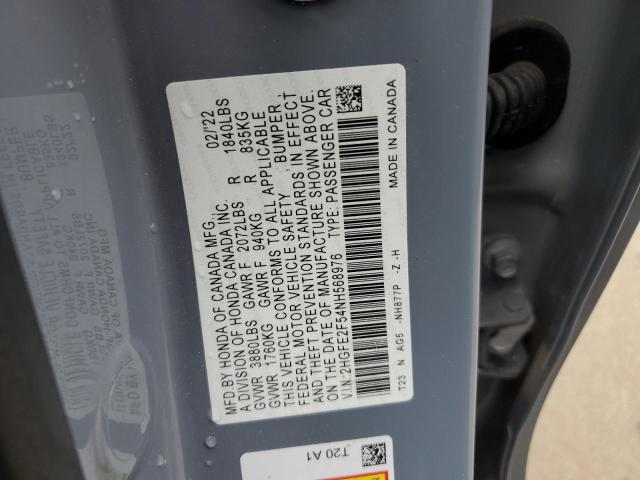 MFD.BY HONDA OF CANADA MFG. 02/'22
A DIVISION OF HONDA CANADA INC.
GVWR 3880LBS GAWR F 2072LBS R 1840LBS
GVWR 1760KG GAWR F 940KG R 835KG
THIS VEHICLE CONFORMS TO ALL APPLICABLE
FEDERAL MOTOR VEHICLE SAFETY , BUMPER ,
THEFT PREVENTION STANDARDS IN EFFECT
ON THE DATE OF MANUFACTURE SHOWN ABOVE.
V.I.N.:2HGFE2F54NH568976 TYPE: PASSENGER CAR
T23 N AG5 -NH877P -Z -H
MADE IN CANADA
T20 A1